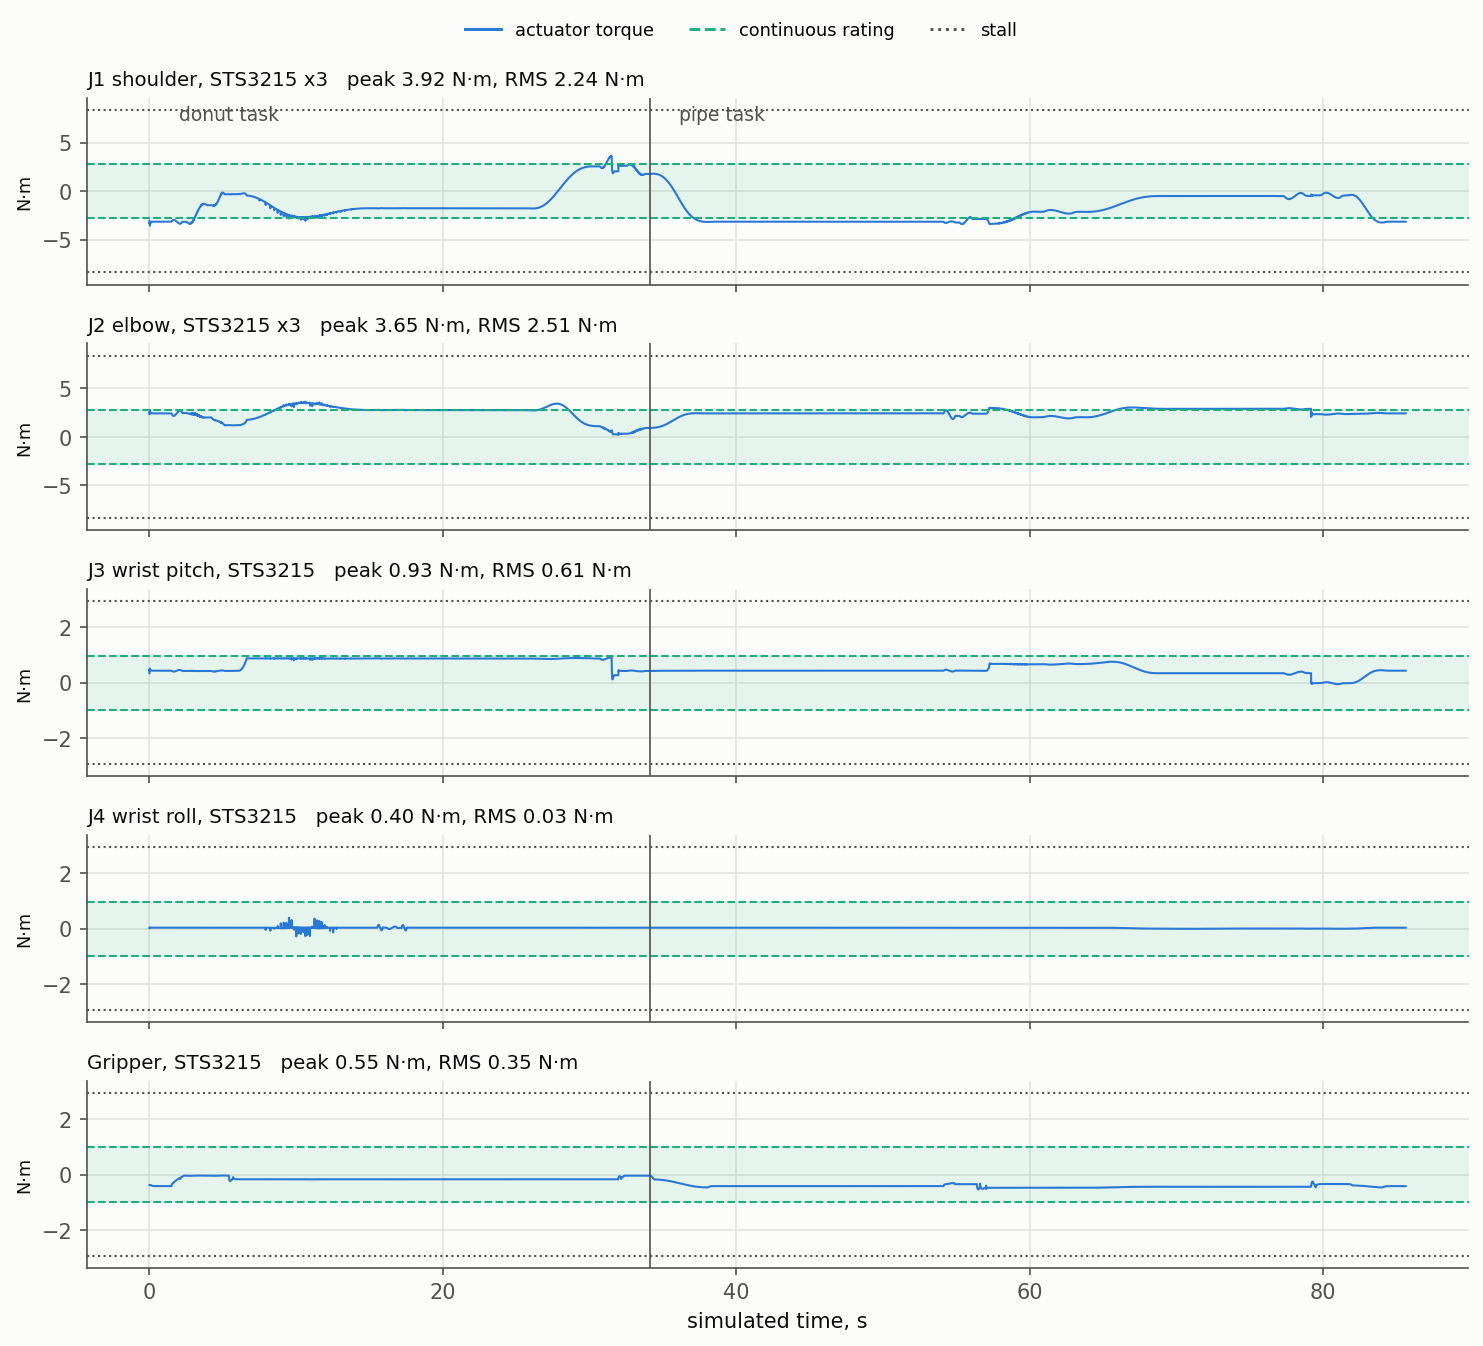 actuator torque continuous rating stall
J1 shoulder, STS3215 x3 peak 3.92 N·m, RMS 2.24 N·m
donut task pipe task
5
0
−5
N·m
J2 elbow, STS3215 x3 peak 3.65 N·m, RMS 2.51 N·m
5
0
−5
N·m
J3 wrist pitch, STS3215 peak 0.93 N·m, RMS 0.61 N·m
2
0
−2
N·m
J4 wrist roll, STS3215 peak 0.40 N·m, RMS 0.03 N·m
2
0
−2
N·m
Gripper, STS3215 peak 0.55 N·m, RMS 0.35 N·m
2
0
−2
N·m
0 20 40 60 80
simulated time, s